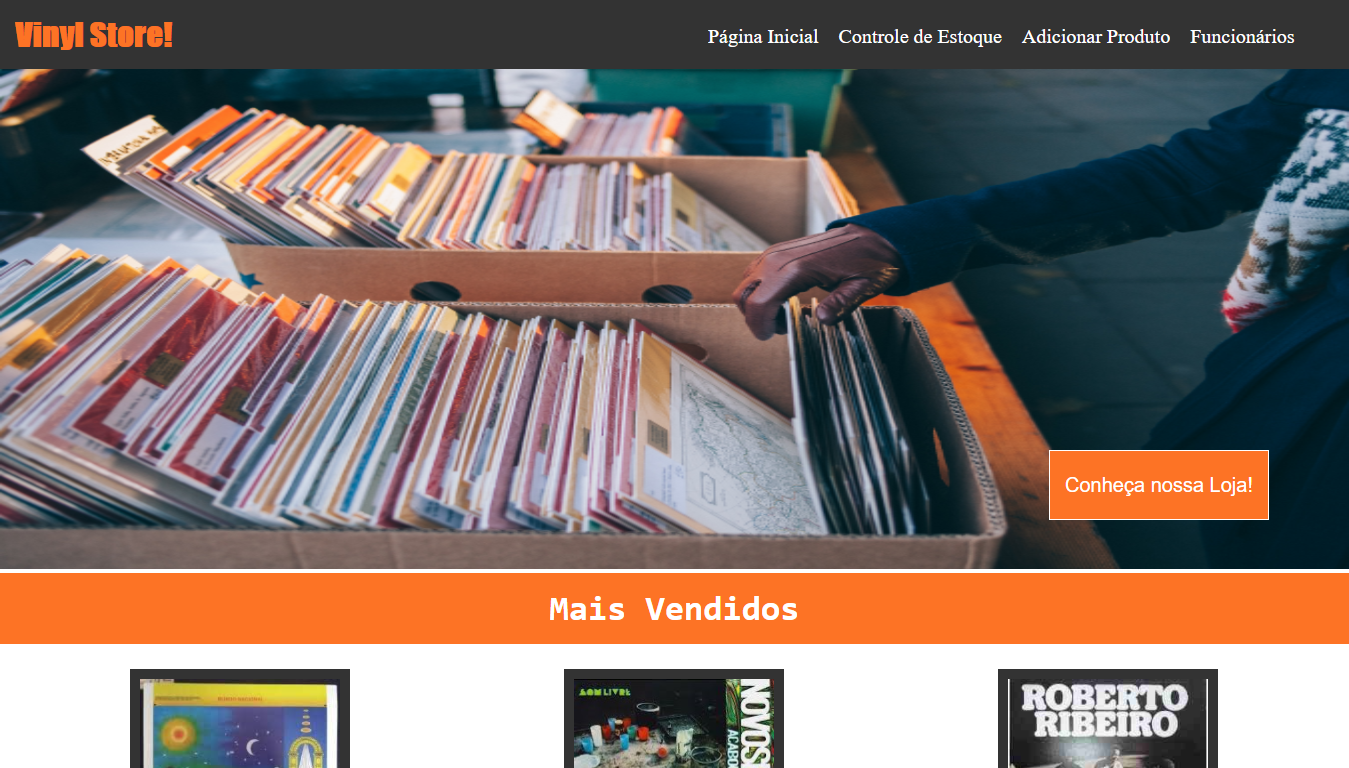 Vinyl Store!
Página Inicial Controle de Estoque Adicionar Produto Funcionários
Conheça nossa Loja!
Mais Vendidos
SOM LIVRE
NOVOS
ACABO
ROBERTO
RIBEIRO